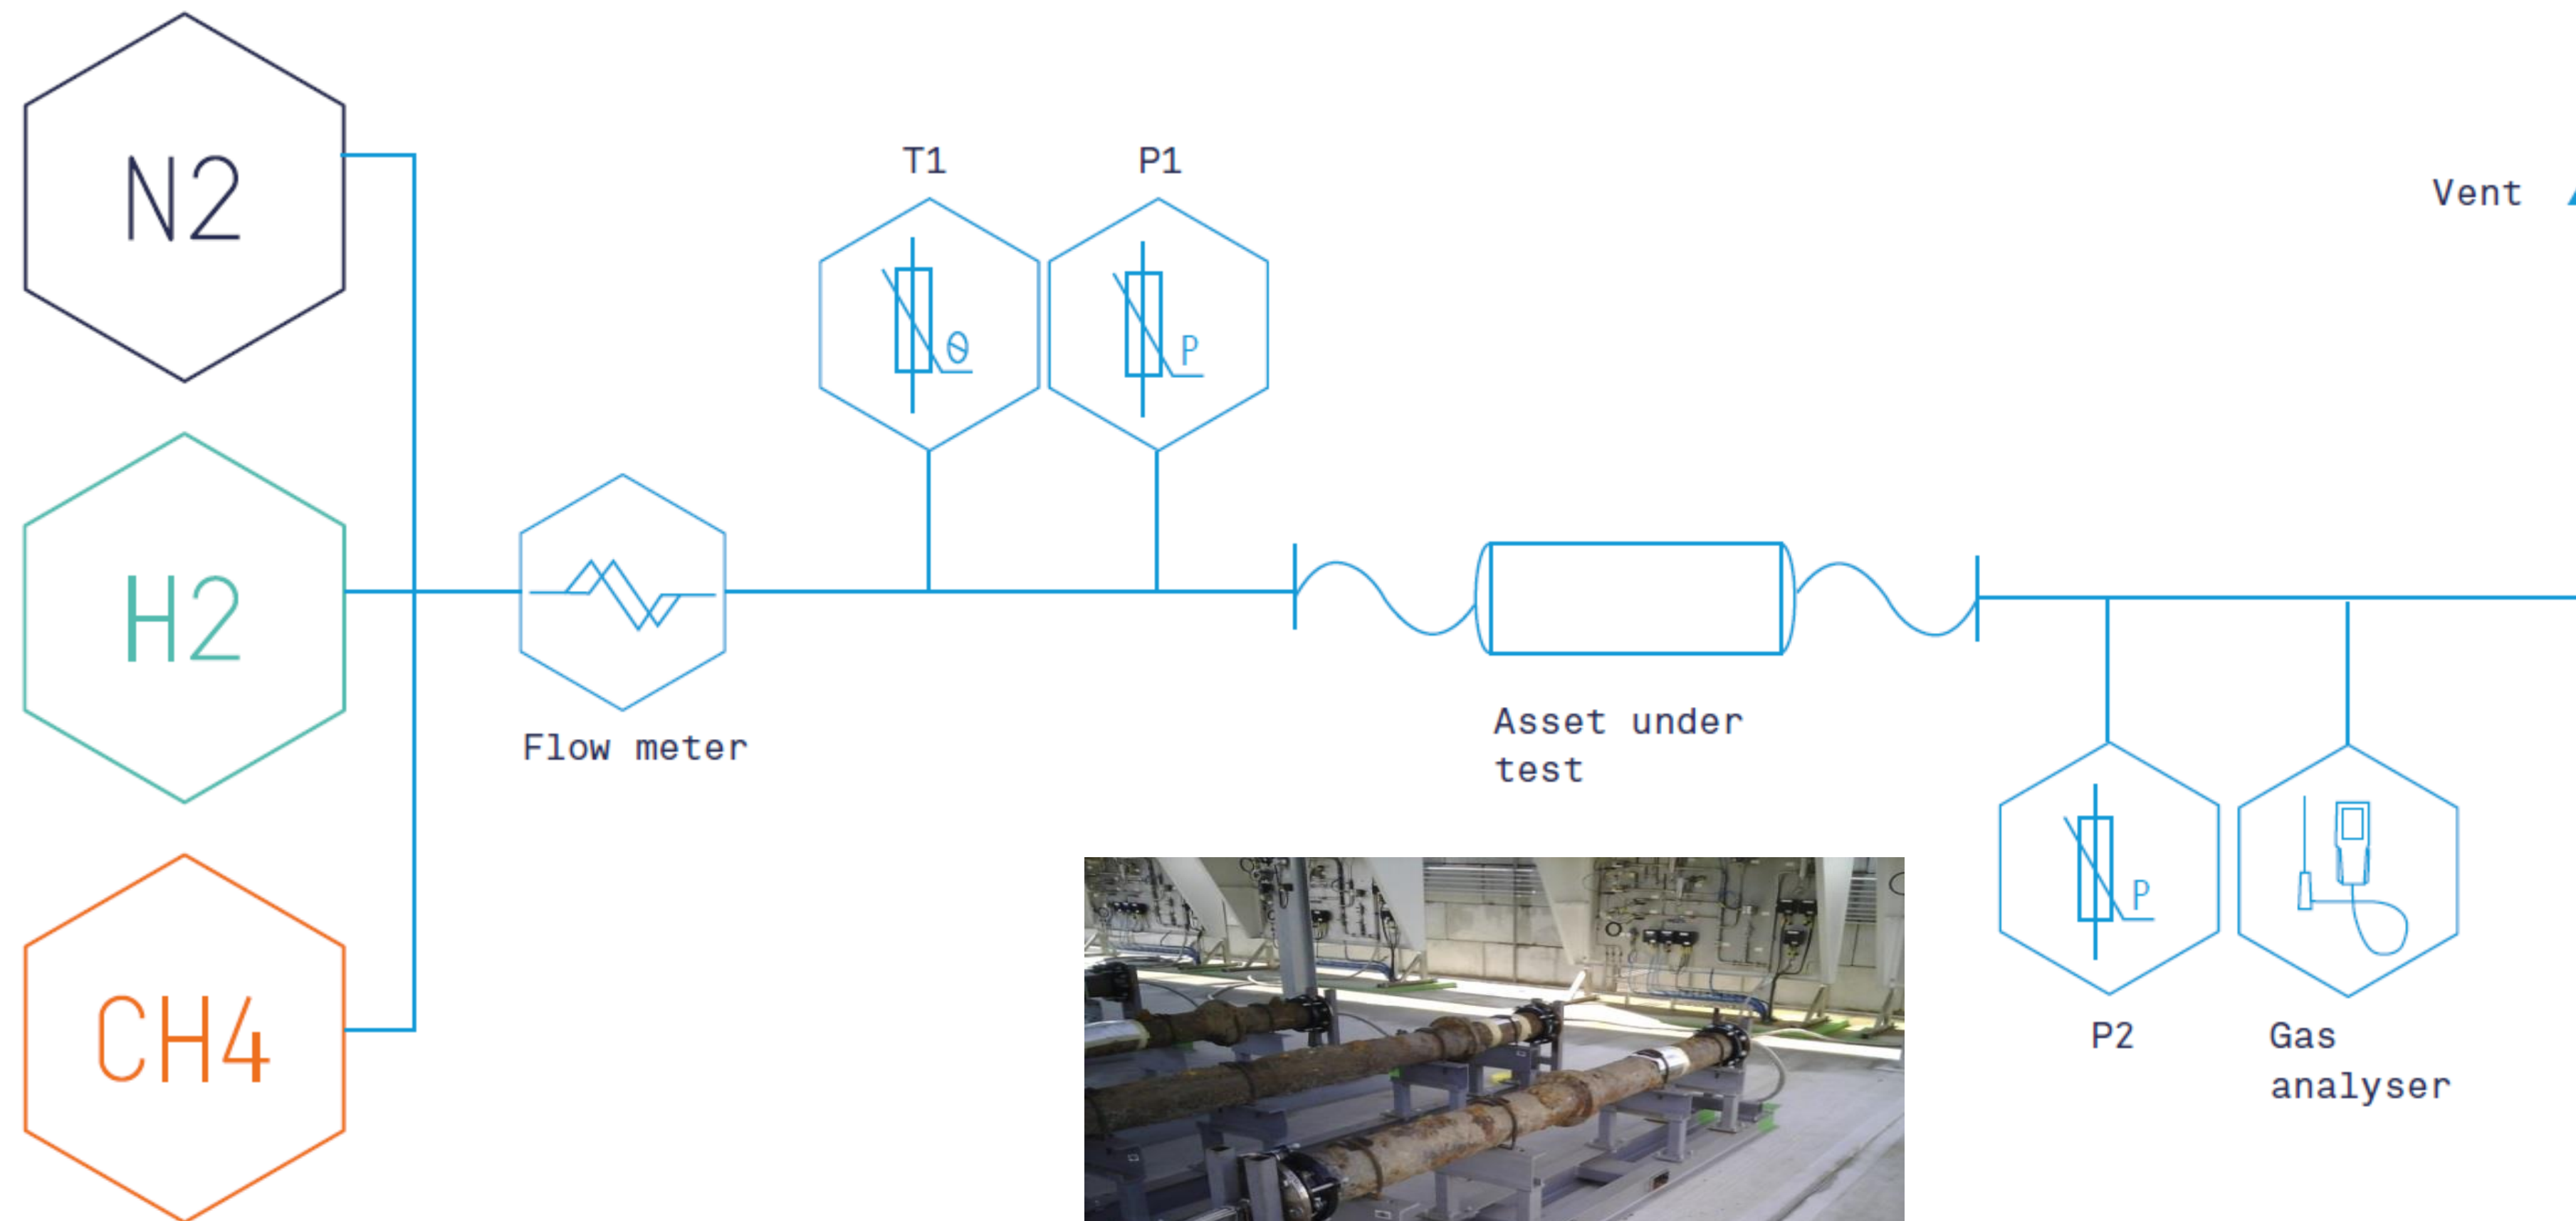 N2
H2
CH4
Flow meter
T1
θ
P1
P
Asset under
test
Vent
P
P2
Gas
analyser